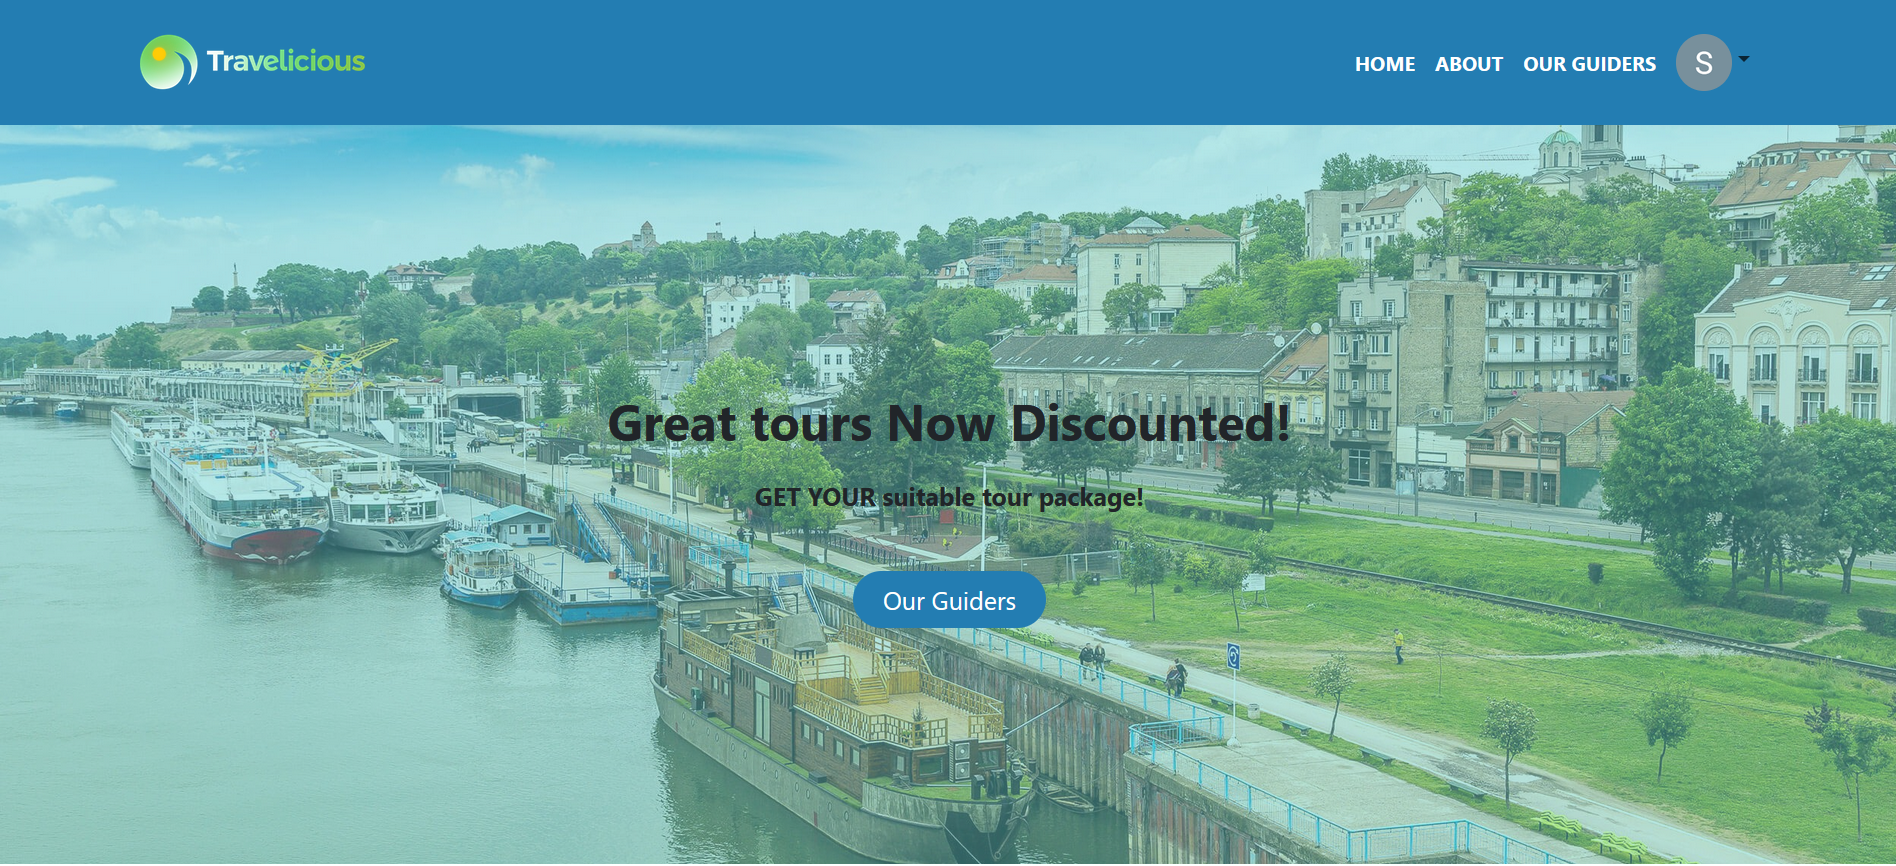 Travelicious
HOME ABOUT OUR GUIDERS S
Great tours Now Discounted!
GET YOUR suitable tour package!
Our Guiders